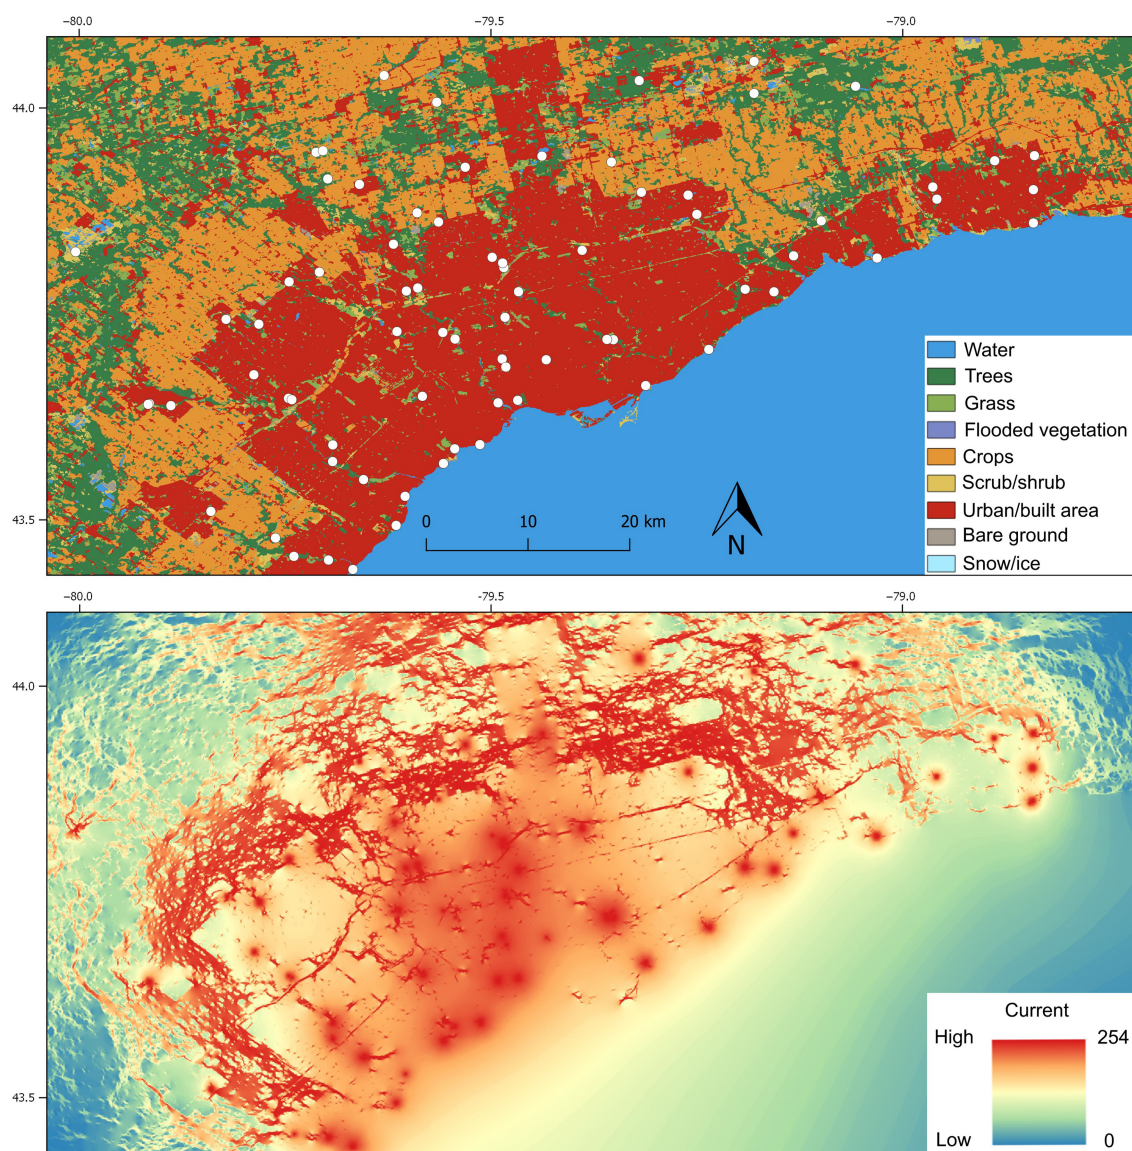 -80.0 -79.5 -79.0
44.0
43.5
Water
Trees
Grass
Flooded vegetation
Crops
Scrub/shrub
Urban/built area
Bare ground
Snow/ice
0 10 20 km
N
-80.0 -79.5 -79.0
44.0
43.5
Current
High 254
Low 0